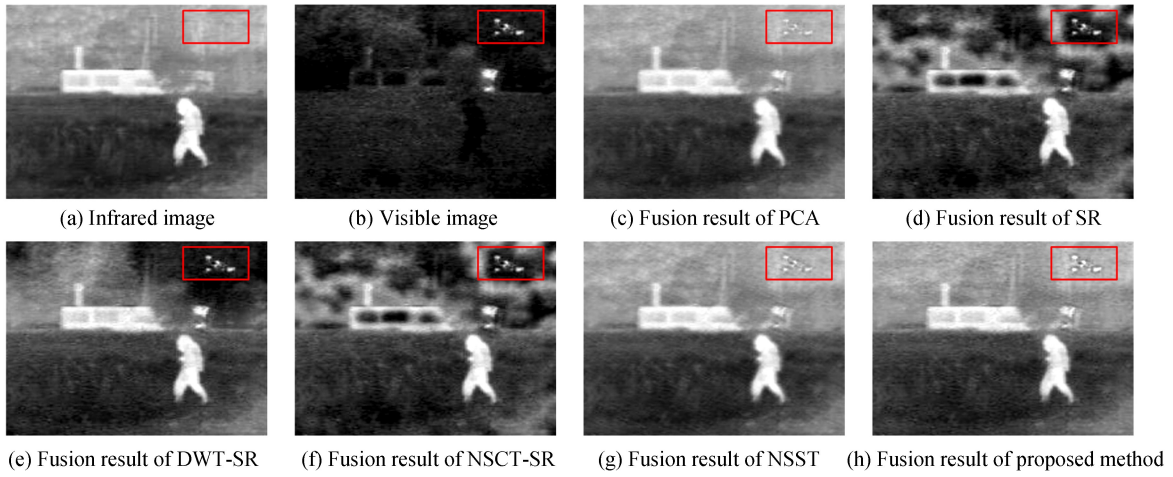 (a) Infrared image
(b) Visible image
(c) Fusion result of PCA
(d) Fusion result of SR
(e) Fusion result of DWT-SR
(f) Fusion result of NSCT-SR
(g) Fusion result of NSST
(h) Fusion result of proposed method